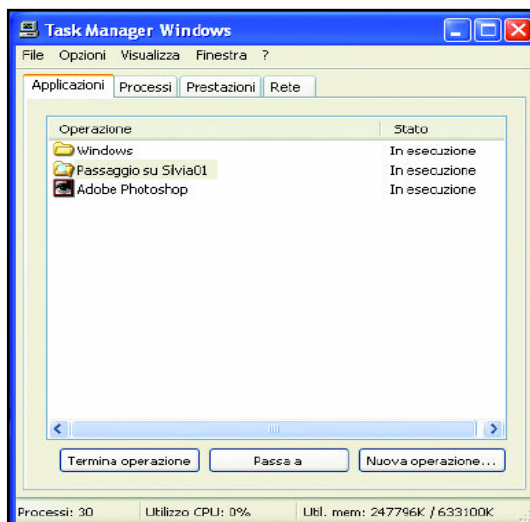 Task Manager Windows
File Opzioni Visualizza Finestra ?
Applicazioni Processi Prestazioni Rete
Operazione Stato
Windows In esecuzione
Passaggio su Silvia01 In esecuzione
Adobe Photoshop In esecuzione
Termina operazione Passa a Nuova operazione...
Processi: 30 Utilizzo CPU: 0% Util. mem: 247796K / 633100K